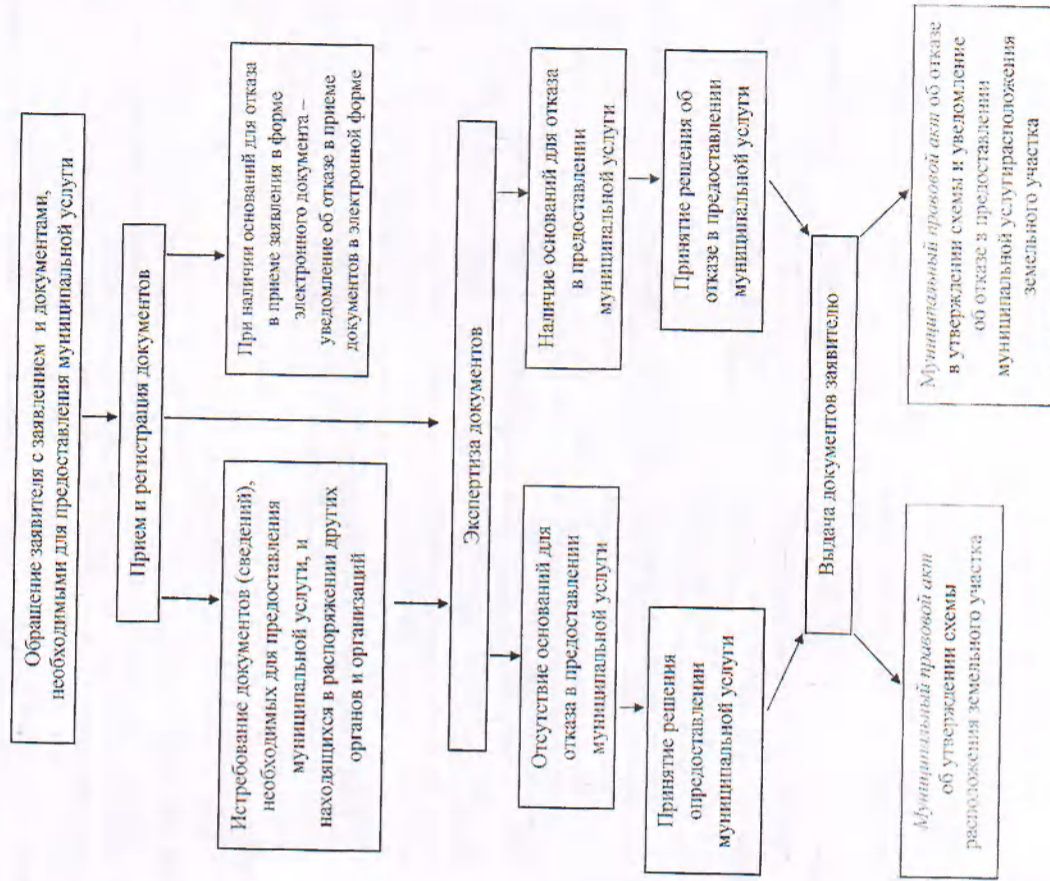 Обращение заявителя с заявлением и документами,
необходимыми для предоставления муниципальной услуги
Прием и регистрация документов
Истребование документов (сведений),
необходимых для предоставления
муниципальной услуги, и
находящихся в распоряжении других
органов и организаций
При наличии оснований для отказа
в приеме заявления в форме
электронного документа –
уведомление об отказе в приеме
документов в электронной форме
Экспертиза документов
Отсутствие оснований для
отказа в предоставлении
муниципальной услуги
Наличие оснований для отказа
в предоставлении
муниципальной услуги
Принятие решения
опредоставлении
муниципальной услуги
Принятие решения об
отказе в предоставлении
муниципальной услуги
Выдача документов заявителю
Муниципальный правовой акт
об утверждении схемы
расположения земельного участка
Муниципальный правовой акт об отказе
в утверждении схемы и уведомление
об отказе в предоставлении
муниципальной услугирасположения
земельного участка